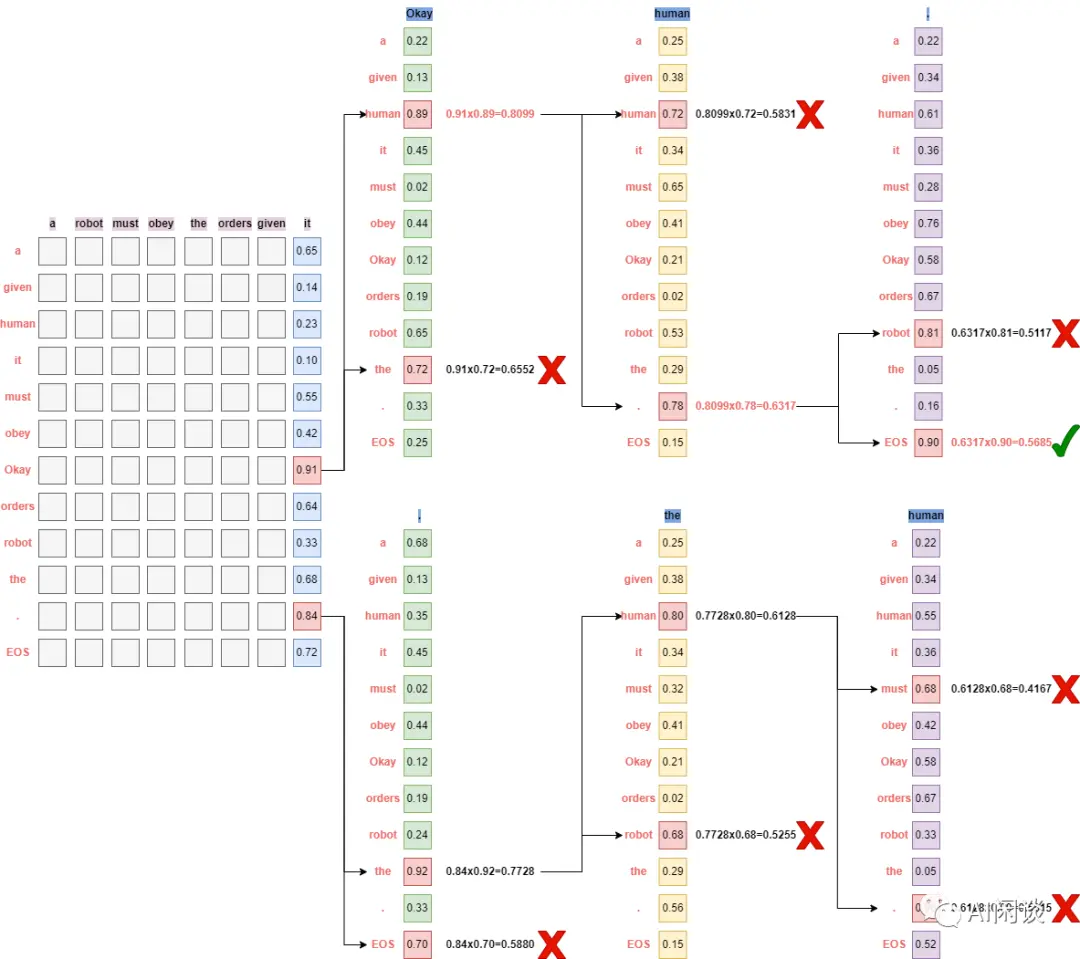 a robot must obey the orders given it
a 0.65
given 0.14
human 0.23
it 0.10
must 0.55
obey 0.42
Okay 0.91
orders 0.64
robot 0.33
the 0.68
. 0.84
EOS 0.72
Okay
a 0.22
given 0.13
human 0.89 0.91x0.89=0.8099
it 0.45
must 0.02
obey 0.44
Okay 0.12
orders 0.19
robot 0.65
the 0.72 0.91x0.72=0.6552
. 0.33
EOS 0.25
human
a 0.25
given 0.38
human 0.72 0.8099x0.72=0.5831
it 0.34
must 0.65
obey 0.41
Okay 0.21
orders 0.02
robot 0.53
the 0.29
. 0.78 0.8099x0.78=0.6317
EOS 0.15
.
a 0.22
given 0.34
human 0.61
it 0.36
must 0.28
obey 0.76
Okay 0.58
orders 0.67
robot 0.81 0.6317x0.81=0.5117
the 0.05
. 0.16
EOS 0.90 0.6317x0.90=0.5685
.
a 0.68
given 0.13
human 0.35
it 0.45
must 0.02
obey 0.44
Okay 0.12
orders 0.19
robot 0.24
the 0.92 0.84x0.92=0.7728
. 0.33
EOS 0.70 0.84x0.70=0.5880
the
a 0.25
given 0.38
human 0.80 0.7728x0.80=0.6128
it 0.34
must 0.32
obey 0.41
Okay 0.21
orders 0.02
robot 0.68 0.7728x0.68=0.5255
the 0.29
. 0.56
EOS 0.15
human
a 0.22
given 0.34
human 0.55
it 0.36
must 0.68 0.6128x0.68=0.4167
obey 0.42
Okay 0.58
orders 0.67
robot 0.33
the 0.05
.
AI闲谈
EOS 0.52